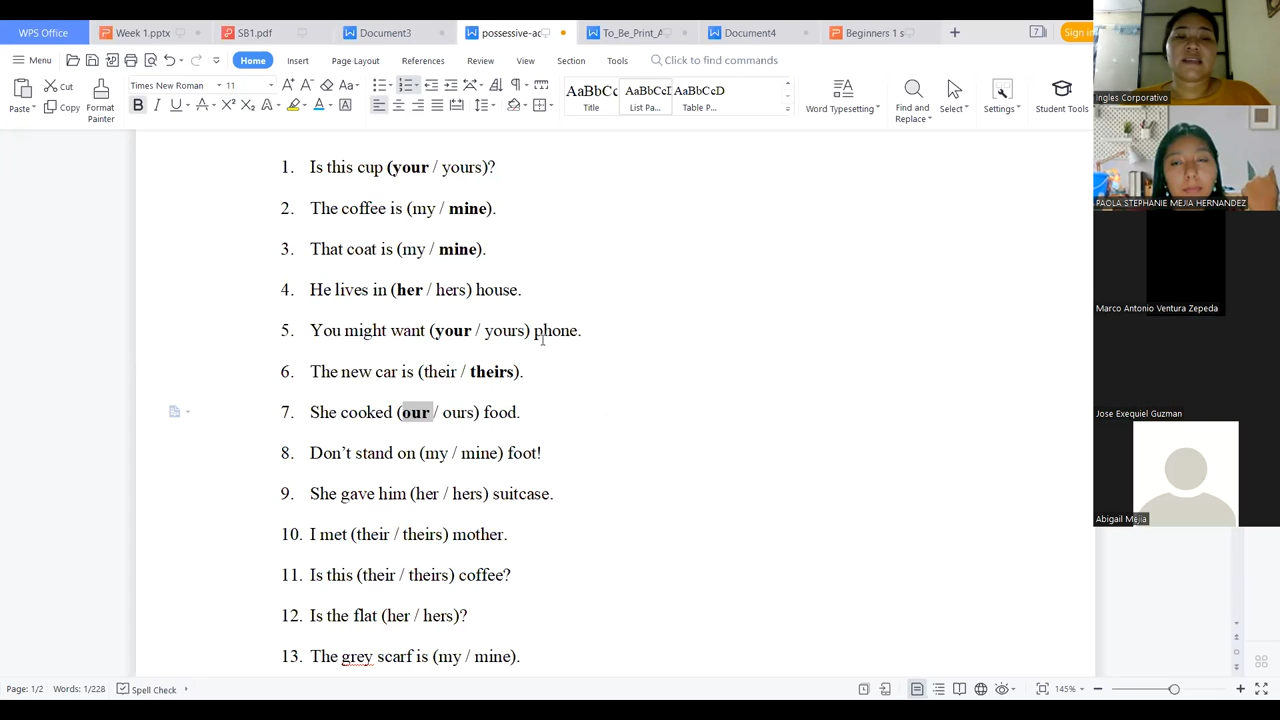 WPS Office Week 1.pptx SB1.pdf Document3 possessive-ac To_Be_Print_A Document4 Beginners 1 s 7 Sign in
Menu Home Insert Page Layout References Review View Section Tools Click to find commands
Paste Cut Copy Format Painter Times New Roman 11 AaBbCc Title AaBbCcD List Pa... AaBbCcD Table P... Word Typesetting Find and Replace Select Settings Student Tools
1. Is this cup (your / yours)?
2. The coffee is (my / mine).
3. That coat is (my / mine).
4. He lives in (her / hers) house.
5. You might want (your / yours) phone.
6. The new car is (their / theirs).
7. She cooked (our / ours) food.
8. Don’t stand on (my / mine) foot!
9. She gave him (her / hers) suitcase.
10. I met (their / theirs) mother.
11. Is this (their / theirs) coffee?
12. Is the flat (her / hers)?
13. The grey scarf is (my / mine).
Page: 1/2 Words: 1/228 Spell Check 145%
Ingles Corporativo
PAOLA STEPHANIE MEJIA HERNANDEZ
Marco Antonio Ventura Zepeda
Jose Exequiel Guzman
Abigail Mejia